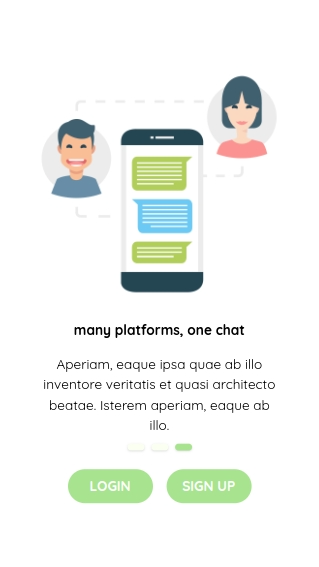 many platforms, one chat
Aperiam, eaque ipsa quae ab illo
inventore veritatis et quasi architecto
beatae. Isterem aperiam, eaque ab
illo.
LOGIN
SIGN UP